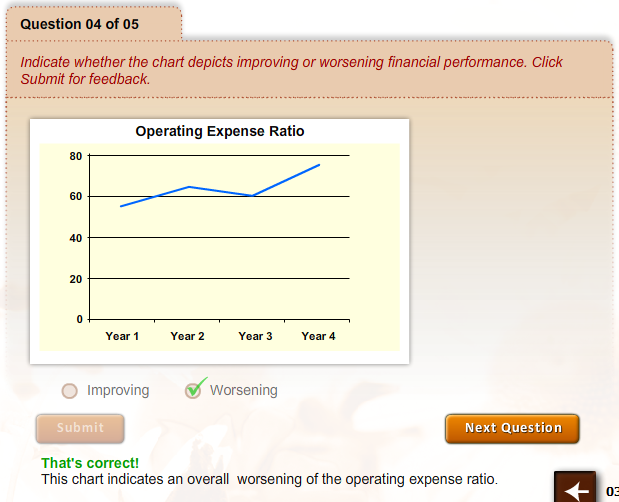 Question 04 of 05
Indicate whether the chart depicts improving or worsening financial performance. Click
Submit for feedback.
Operating Expense Ratio
80
60
40
20
0
Year 1 Year 2 Year 3 Year 4
Improving Worsening
Submit Next Question
That's correct!
This chart indicates an overall worsening of the operating expense ratio.
03